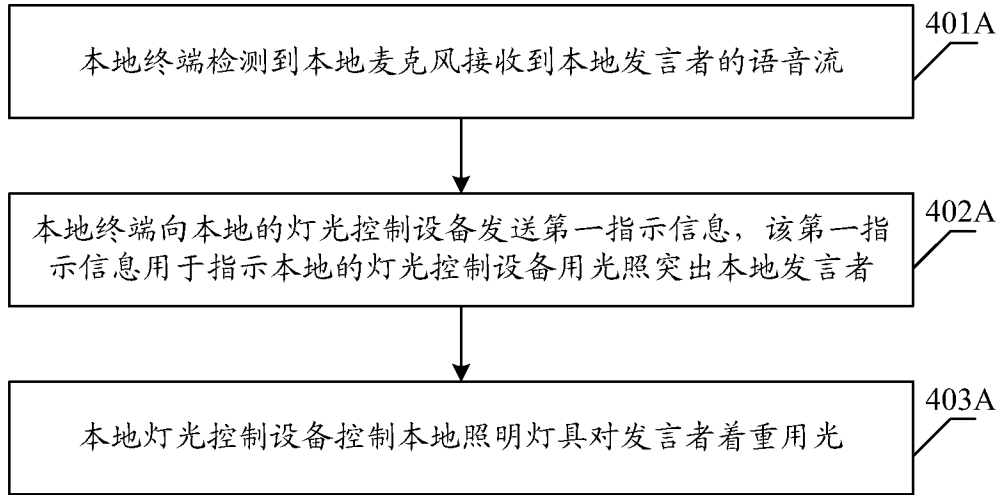 401A
本地终端检测到本地麦克风接收到本地发言者的语音流
402A
本地终端向本地的灯光控制设备发送第一指示信息，该第一指
示信息用于指示本地的灯光控制设备用光照突出本地发言者
403A
本地灯光控制设备控制本地照明灯具对发言者着重用光